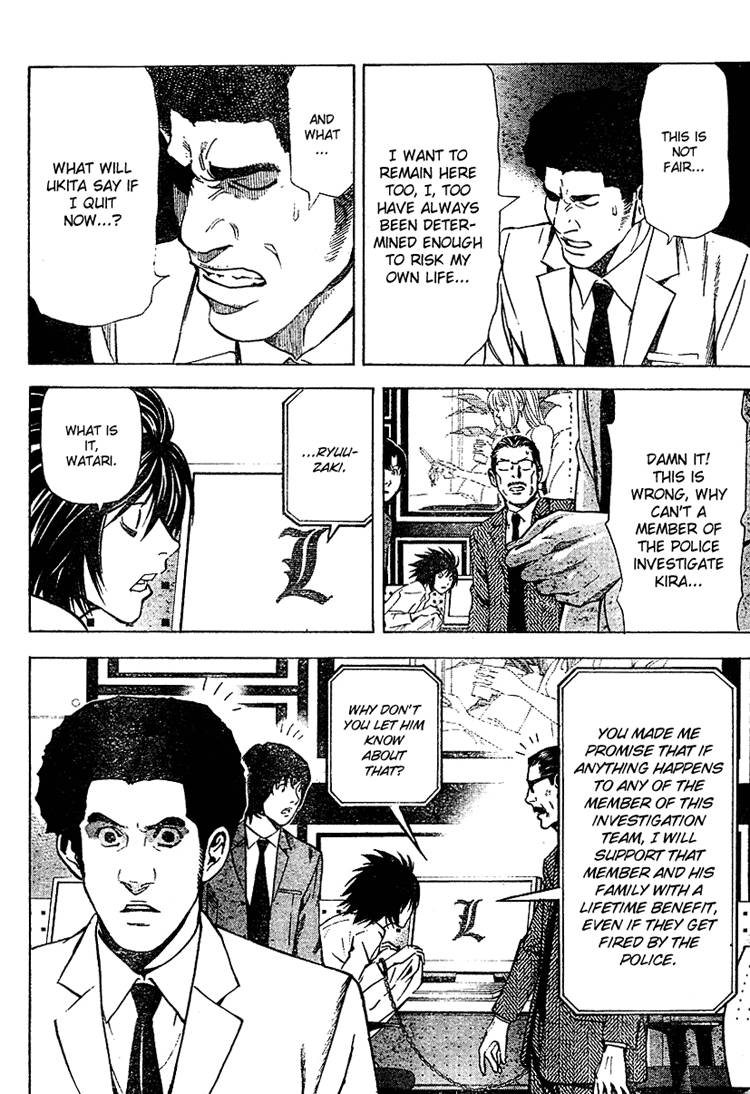 THIS IS
NOT
FAIR...
I WANT TO
REMAIN HERE
TOO, I, TOO
HAVE ALWAYS
BEEN DETER-
MINED ENOUGH
TO RISK MY
OWN LIFE...
AND
WHAT
...
WHAT WILL
UKITA SAY IF
I QUIT
NOW...?
DAMN IT!
THIS IS
WRONG, WHY
CAN'T A
MEMBER OF
THE POLICE
INVESTIGATE
KIRA...
...RYUU-
ZAKI.
L
WHAT IS
IT,
WATARI.
YOU MADE ME
PROMISE THAT IF
ANYTHING HAPPENS
TO ANY OF THE
MEMBER OF THIS
INVESTIGATION
TEAM, I WILL
SUPPORT THAT
MEMBER AND HIS
FAMILY WITH A
LIFETIME BENEFIT,
EVEN IF THEY GET
FIRED BY THE
POLICE.
WHY DON'T
YOU LET HIM
KNOW
ABOUT
THAT?
L